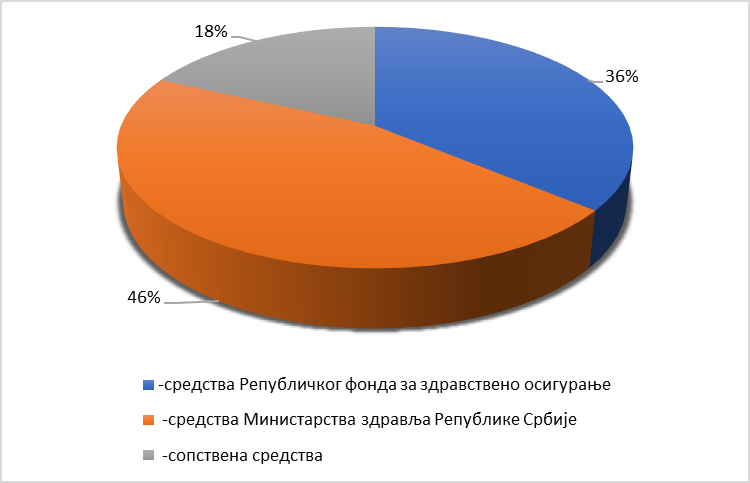 18%
36%
46%
-средства Републичког фонда за здравствено осигурање
-средства Министарства здравља Републике Србије
-сопствена средства